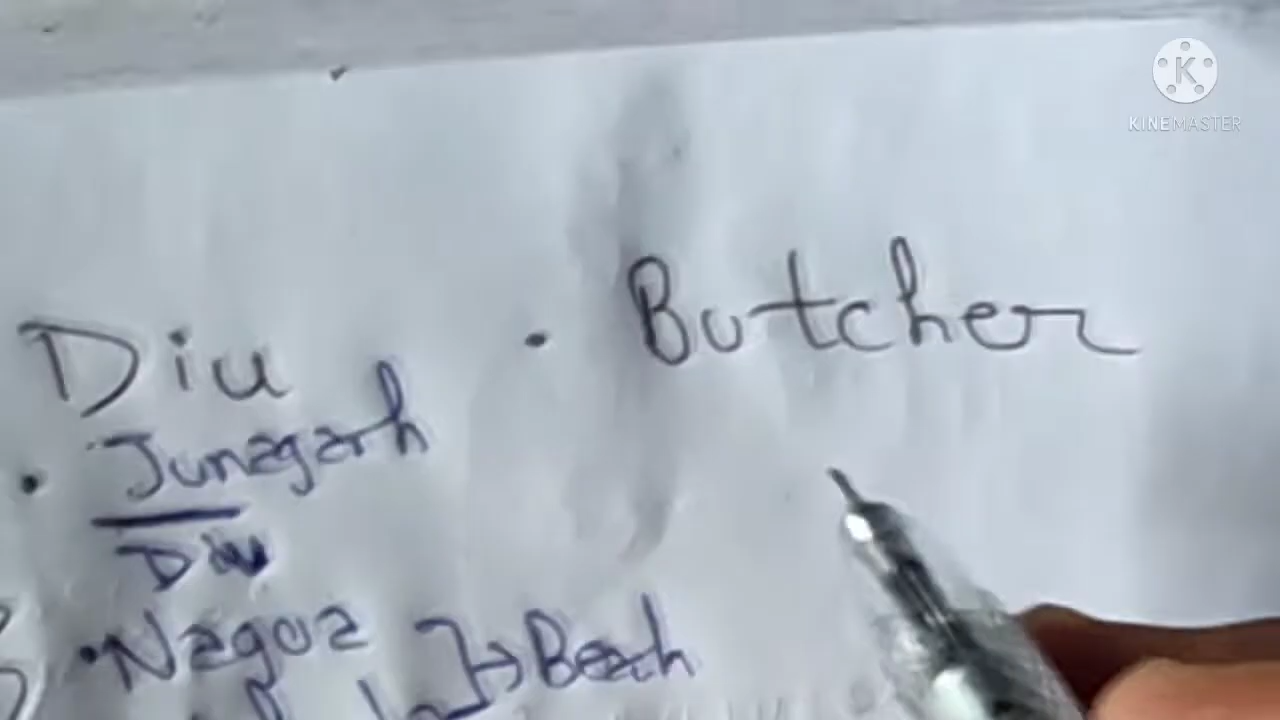 KINEMASTER
Diu
• Butcher
• Junagarh
Diu
• Nagoa
→ Beach